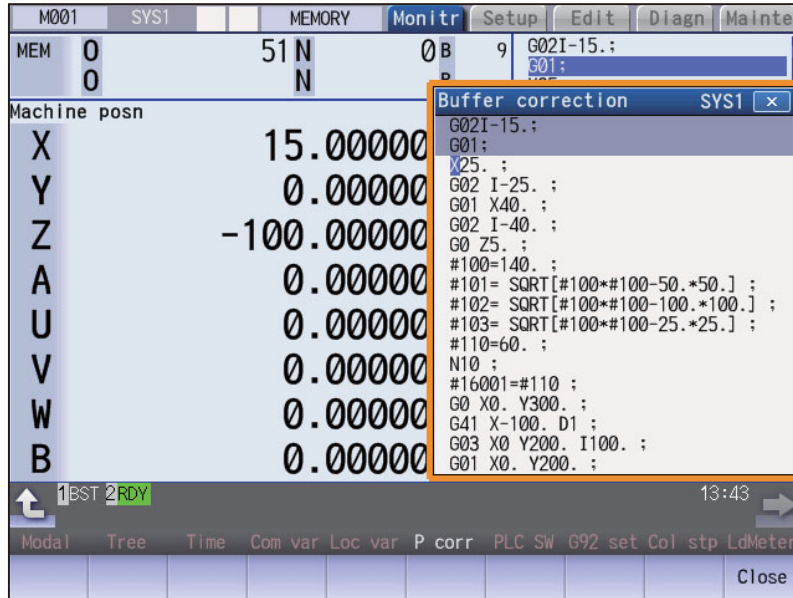 M001 SYS1 MEMORY Monitr Setup Edit Diagn Mainte
MEM O 51 N 0 B 9 G02I-15.;
G01;
O N
Machine posn
X 15.00000
Y 0.00000
Z -100.00000
A 0.00000
U 0.00000
V 0.00000
W 0.00000
B 0.00000
Buffer correction SYS1 ×
G02I-15.;
G01;
X25. ;
G02 I-25. ;
G01 X40. ;
G02 I-40. ;
G0 Z5. ;
#100=140. ;
#101= SQRT[#100*#100-50.*50.] ;
#102= SQRT[#100*#100-100.*100.] ;
#103= SQRT[#100*#100-25.*25.] ;
#110=60. ;
N10 ;
#16001=#110 ;
G0 X0. Y300. ;
G41 X-100. D1 ;
G03 X0 Y200. I100. ;
G01 X0. Y200. ;
1BST 2RDY 13:43
Modal Tree Time Com var Loc var P corr PLC SW G92 set Col stp LdMeter
Close